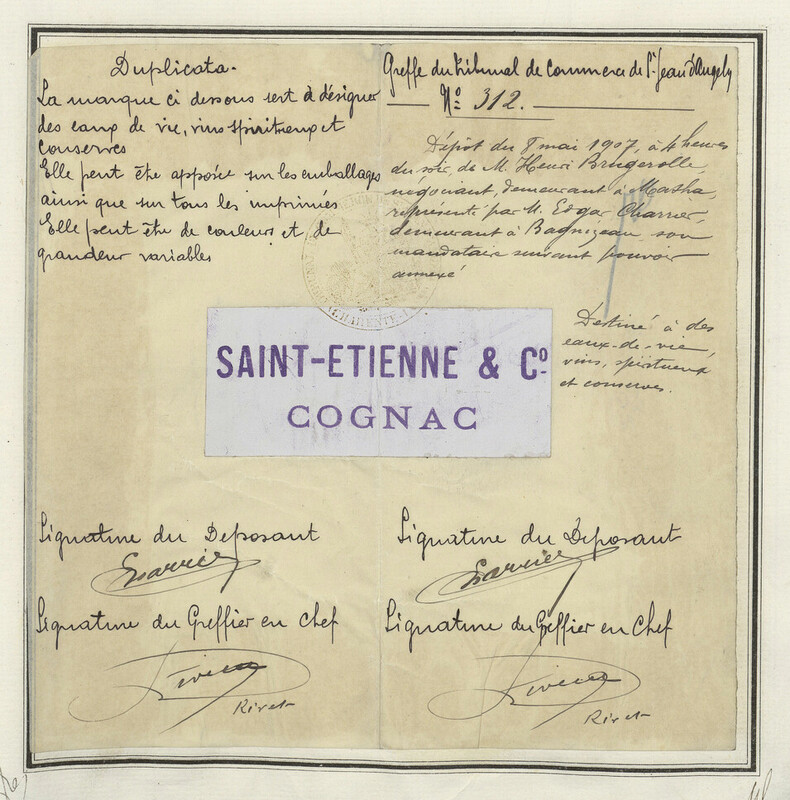 Duplicata.
La marque ci dessous sert à désigner
des eaux de vie, vins spiritueux et
conserves
Elle peut être apposée sur les emballages
ainsi que sur tous les imprimés
Elle peut être de couleurs et de
grandeur variables
Greffe du tribunal de Commerce de St-Jean d'Angely
No 312.
Dépôt du 8 mai 1907, à 4 heures
du soir, de M. Henri Brugerolle,
négociant, demeurant à Matha,
représenté par M. Edgar Charrier,
demeurant à Bagnizeau, son
mandataire suivant pouvoir
annexé
Destiné à des
eaux-de-vie,
vins, spiritueux
et conserves.
SAINT-ETIENNE & Co
COGNAC
Signature du Deposant
Charrier
Signature du Greffier en chef
Rivet
Signature du Déposant
Charrier
Signature du Greffier en Chef
Rivet